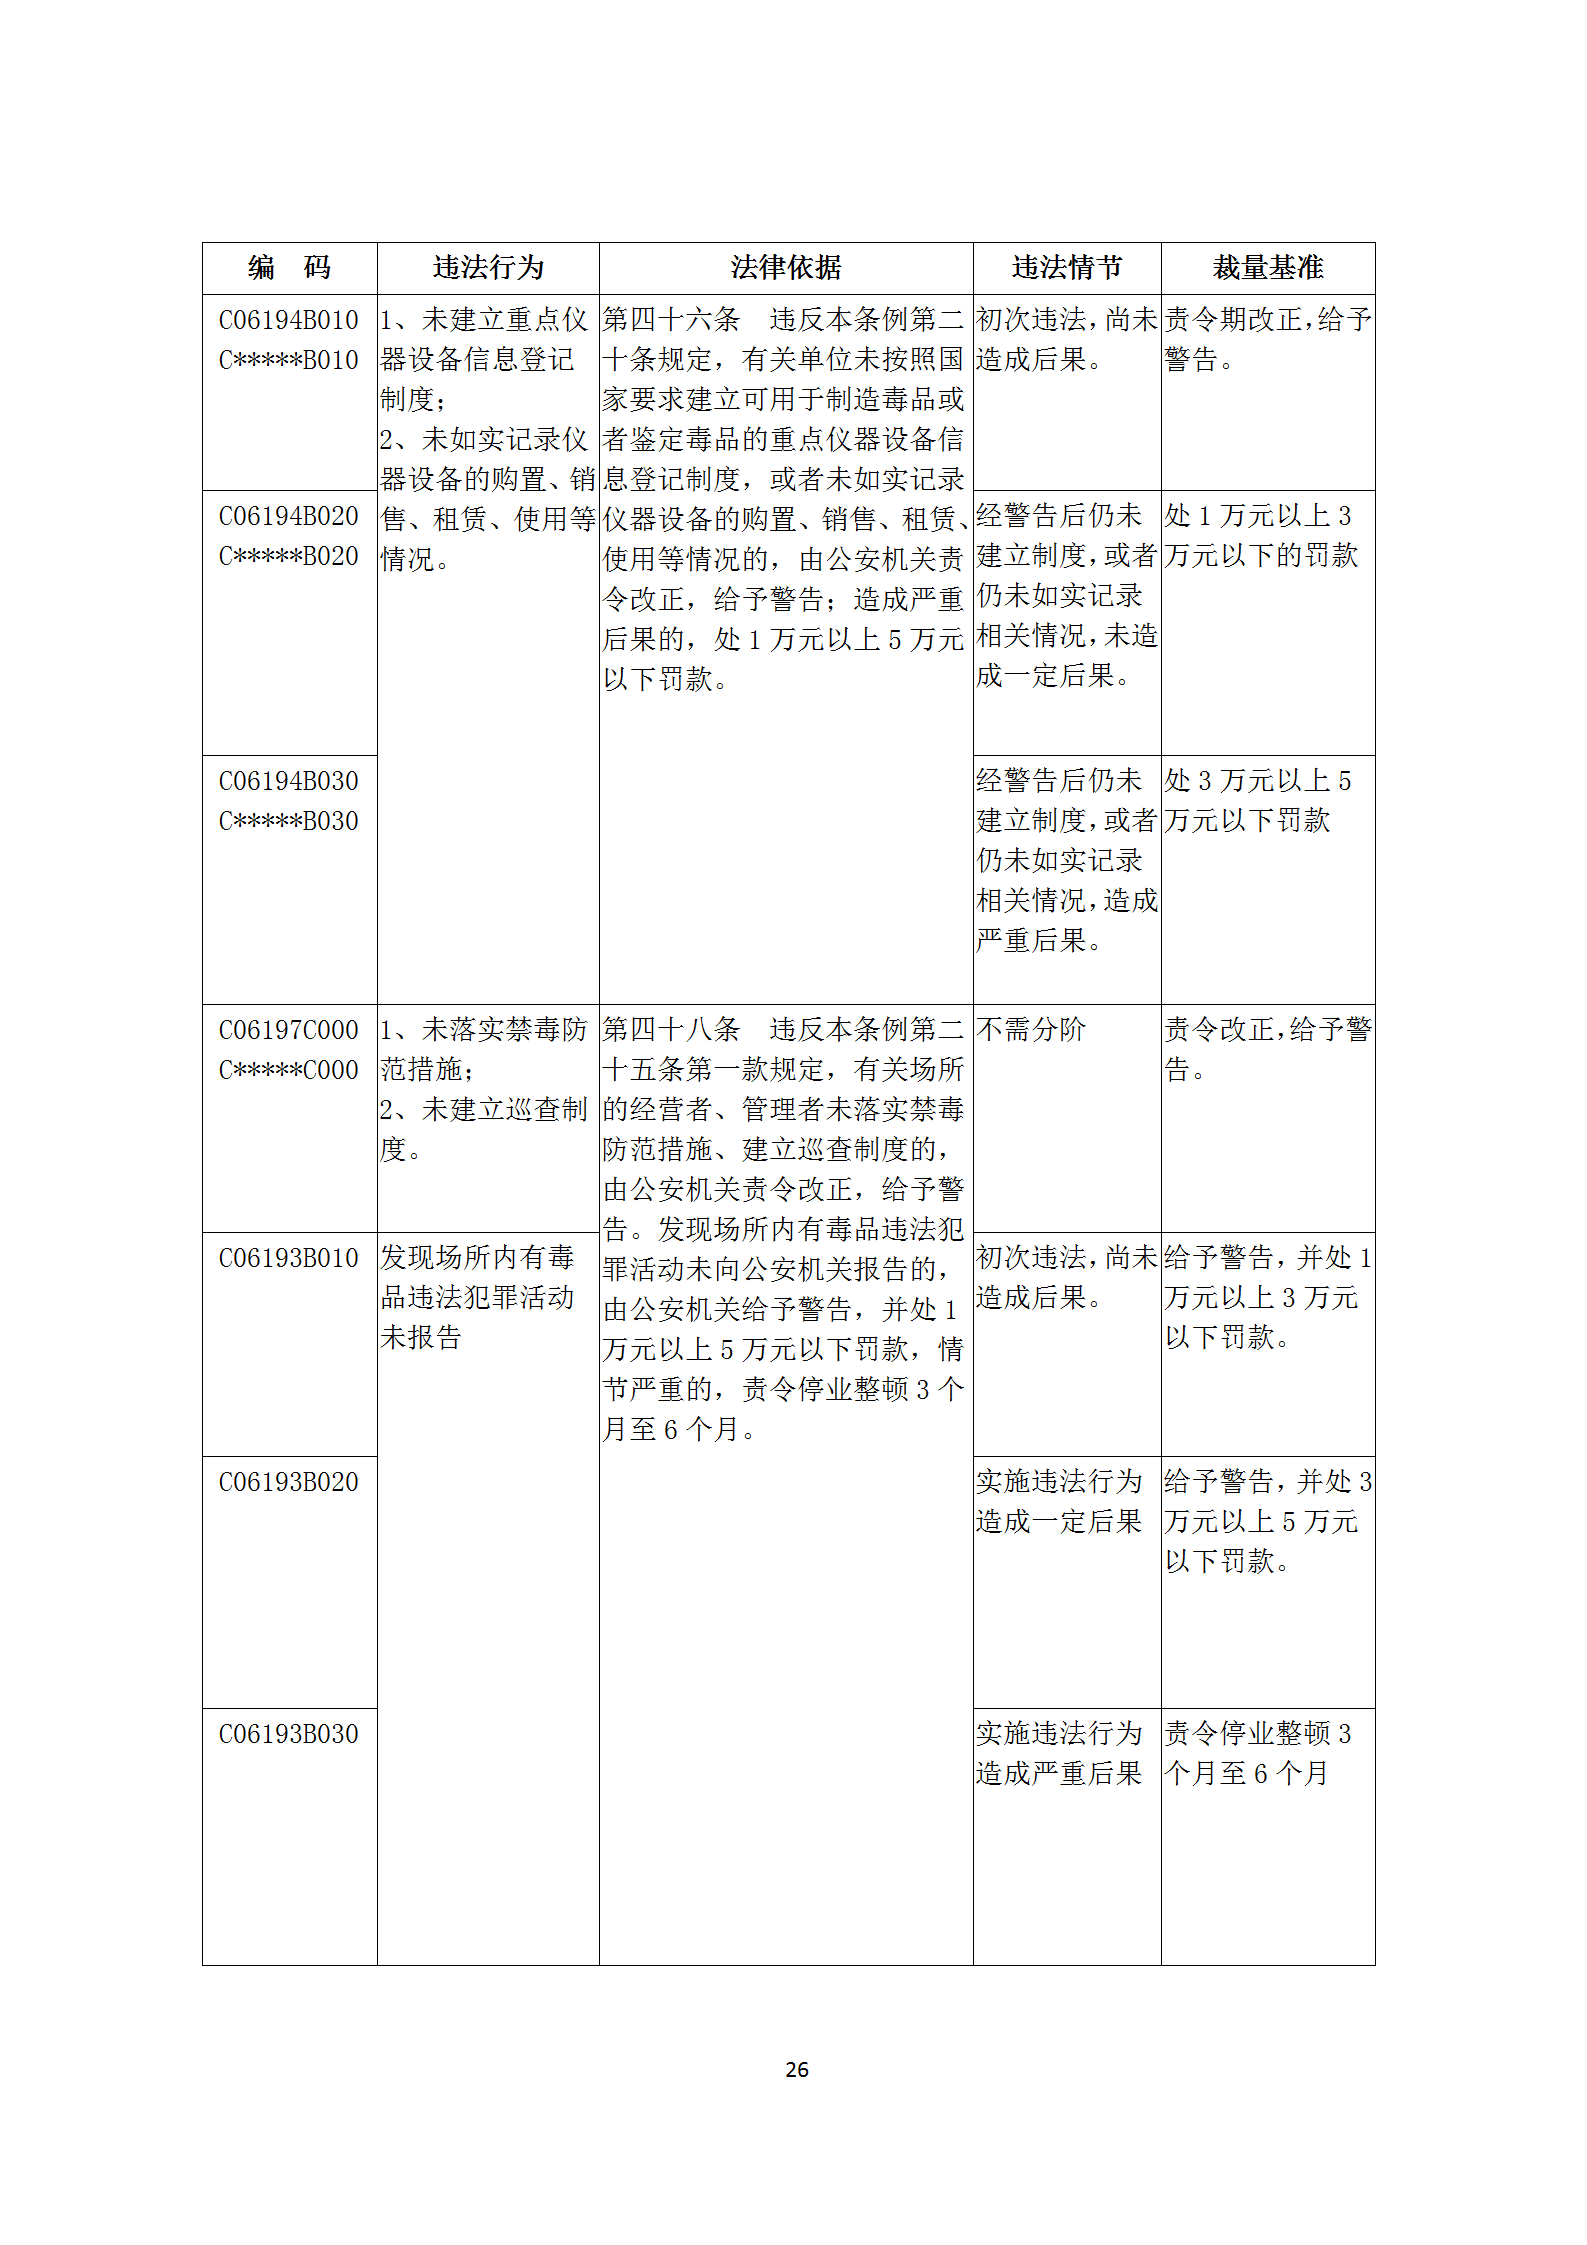 编　码
违法行为
法律依据
违法情节
裁量基准
C06194B010
C*****B010
1、未建立重点仪
器设备信息登记
制度；
2、未如实记录仪
器设备的购置、销
售、租赁、使用等
情况。
第四十六条　违反本条例第二
十条规定，有关单位未按照国
家要求建立可用于制造毒品或
者鉴定毒品的重点仪器设备信
息登记制度，或者未如实记录
仪器设备的购置、销售、租赁、
使用等情况的，由公安机关责
令改正，给予警告；造成严重
后果的，处1万元以上5万元
以下罚款。
初次违法，尚未
造成后果。
责令期改正，给予
警告。
C06194B020
C*****B020
经警告后仍未
建立制度，或者
仍未如实记录
相关情况，未造
成一定后果。
处1万元以上3
万元以下的罚款
C06194B030
C*****B030
经警告后仍未
建立制度，或者
仍未如实记录
相关情况，造成
严重后果。
处3万元以上5
万元以下罚款
C06197C000
C*****C000
1、未落实禁毒防
范措施；
2、未建立巡查制
度。
第四十八条　违反本条例第二
十五条第一款规定，有关场所
的经营者、管理者未落实禁毒
防范措施、建立巡查制度的，
由公安机关责令改正，给予警
告。发现场所内有毒品违法犯
罪活动未向公安机关报告的，
由公安机关给予警告，并处1
万元以上5万元以下罚款，情
节严重的，责令停业整顿3个
月至6个月。
不需分阶
责令改正，给予警
告。
C06193B010
发现场所内有毒
品违法犯罪活动
未报告
初次违法，尚未
造成后果。
给予警告，并处1
万元以上3万元
以下罚款。
C06193B020
实施违法行为
造成一定后果
给予警告，并处3
万元以上5万元
以下罚款。
C06193B030
实施违法行为
造成严重后果
责令停业整顿3
个月至6个月
26